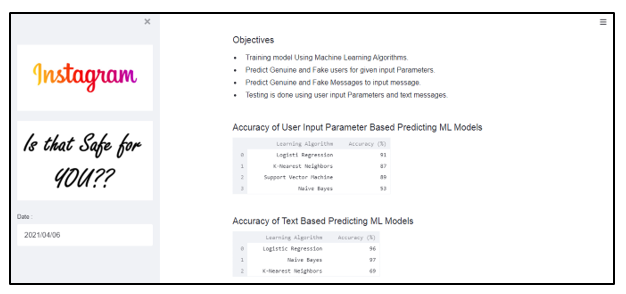 ×
≡
Instagram
Is that Safe for
YOU??
Date :
2021/04/06
Objectives
• Training model Using Machine Learning Algorithms.
• Predict Genuine and Fake users for given input Parameters.
• Predict Genuine and Fake Messages to input message.
• Testing is done using user input Parameters and text messages.
Accuracy of User Input Parameter Based Predicting ML Models
Learning Algorithm Accuracy (%)
0 Logisti Regression 91
1 K-Nearest Neighbors 87
2 Support Vector Machine 89
3 Naive Bayes 53
Accuracy of Text Based Predicting ML Models
Learning Algorithm Accuracy (%)
0 Logistic Regression 96
1 Naive Bayes 97
2 K-Nearest Neighbors 69